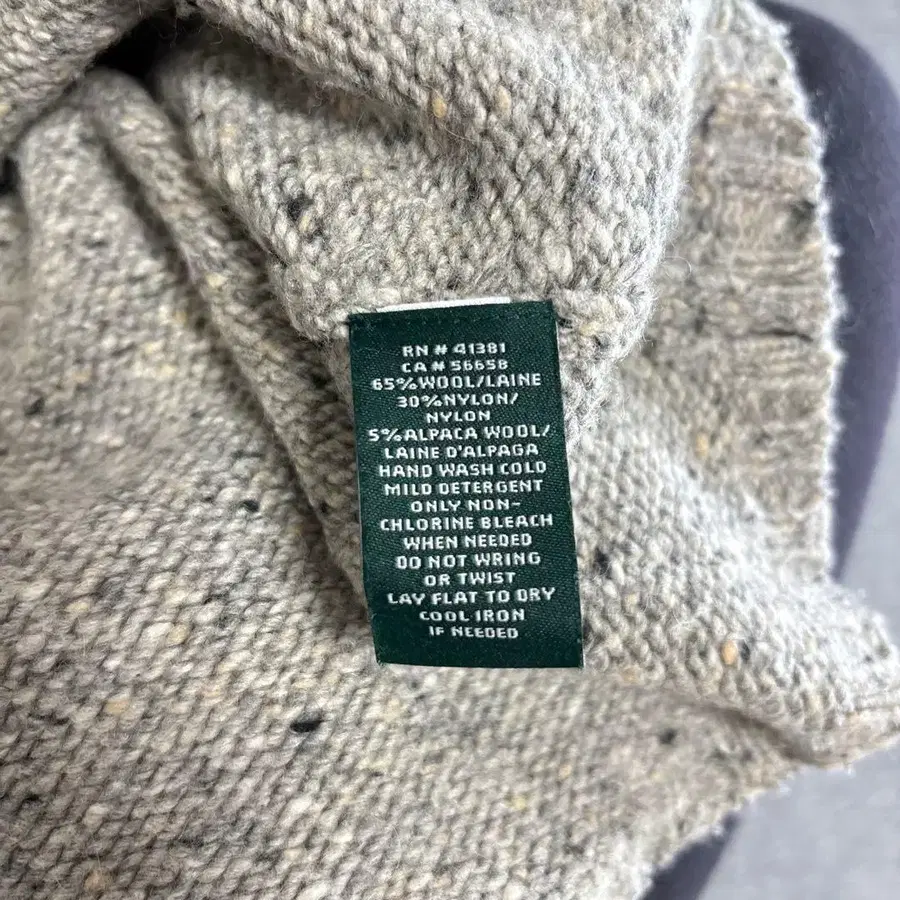 RN # 41381
CA # 56658
65%WOOL/LAINE
30%NYLON/
NYLON
5%ALPACA WOOL/
LAINE D'ALPAGA
HAND WASH COLD
MILD DETERGENT
ONLY NON-
CHLORINE BLEACH
WHEN NEEDED
DO NOT WRING
OR TWIST
LAY FLAT TO DRY
COOL IRON
IF NEEDED